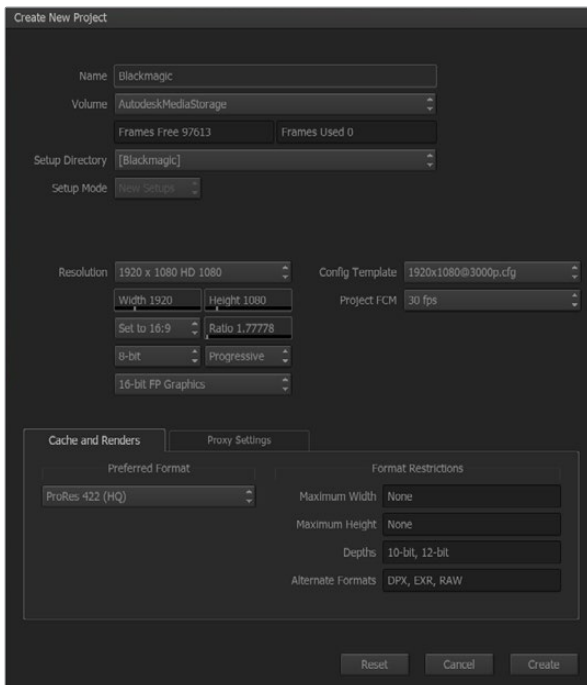 Create New Project
Name Blackmagic
Volume AutodeskMediaStorage
Frames Free 97613 Frames Used 0
Setup Directory [Blackmagic]
Setup Mode New Setups
Resolution 1920 x 1080 HD 1080 Config Template 1920x1080@3000p.cfg
Width 1920 Height 1080 Project FCM 30 fps
Set to 16:9 Ratio 1.77778
8-bit Progressive
16-bit FP Graphics
Cache and Renders Proxy Settings
Preferred Format Format Restrictions
ProRes 422 (HQ) Maximum Width None
Maximum Height None
Depths 10-bit, 12-bit
Alternate Formats DPX, EXR, RAW
Reset Cancel Create